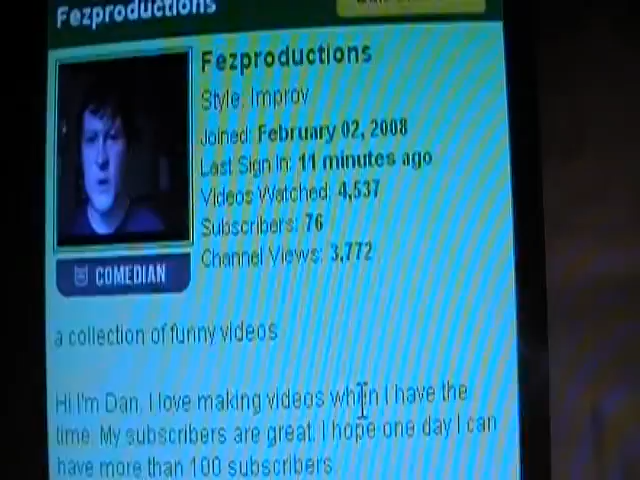 Fezproductions
Fezproductions
Style: Improv
Joined: February 02, 2008
Last Sign In: 11 minutes ago
Videos Watched: 4,537
Subscribers: 76
Channel Views: 3,772
COMEDIAN
a collection of funny videos
Hi I'm Dan, I love making videos whin I have the
time. My subscribers are great. I hope one day I can
have more than 100 subscribers.